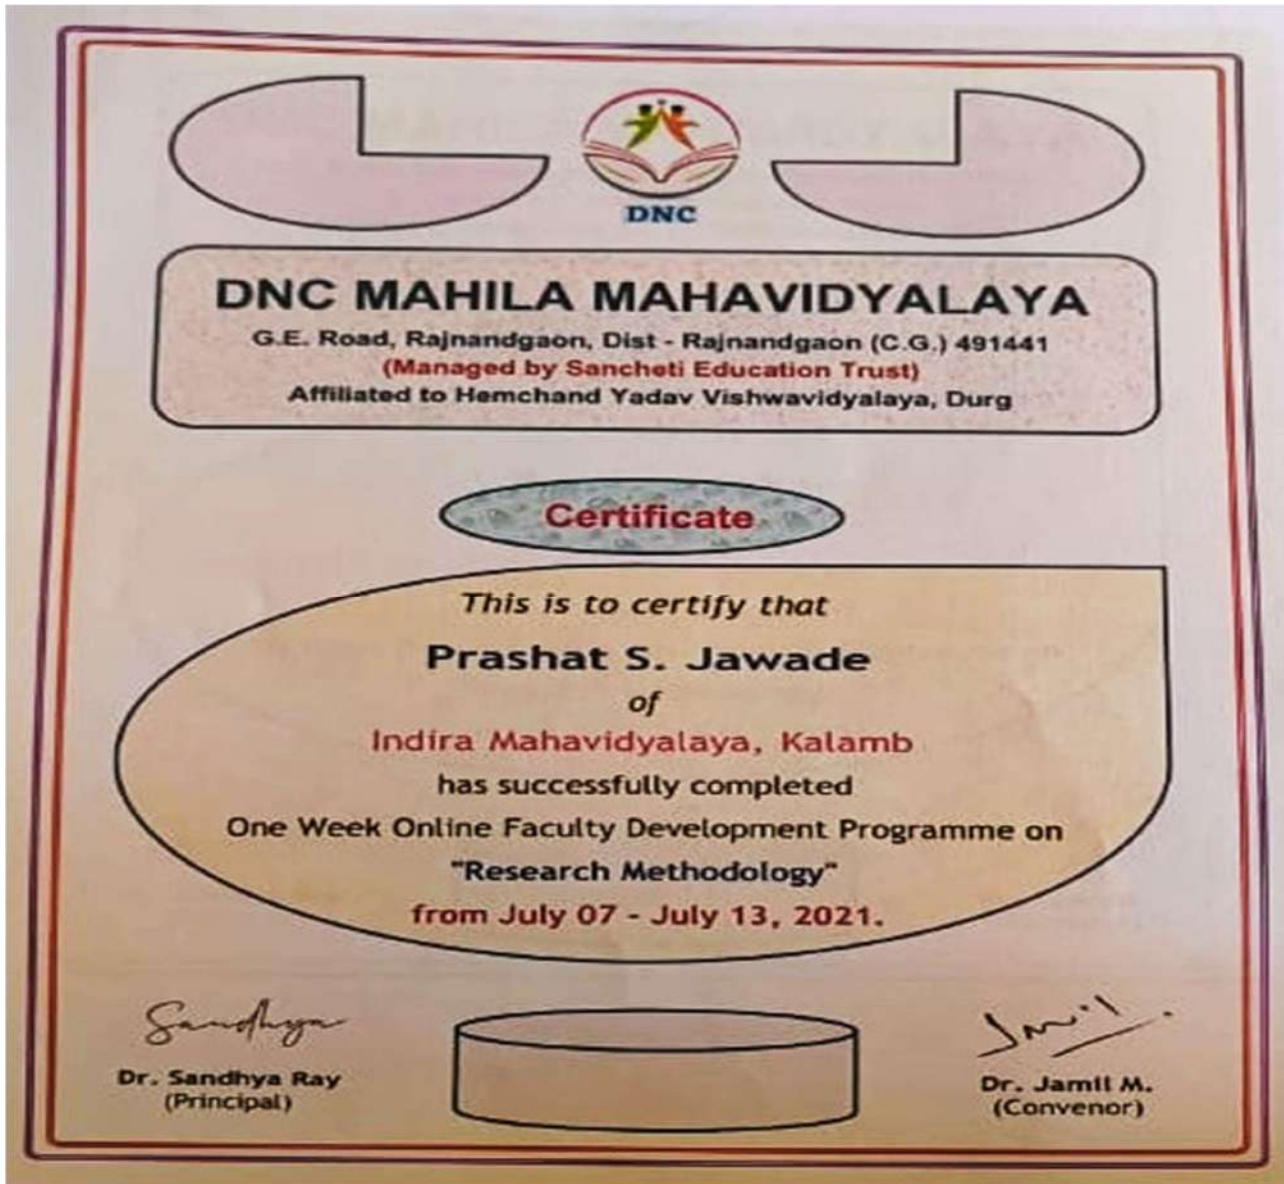 DNC
DNC MAHILA MAHAVIDYALAYA
G.E. Road, Rajnandgaon, Dist - Rajnandgaon (C.G.) 491441
(Managed by Sancheti Education Trust)
Affiliated to Hemchand Yadav Vishwavidyalaya, Durg
Certificate
This is to certify that
Prashat S. Jawade
of
Indira Mahavidyalaya, Kalamb
has successfully completed
One Week Online Faculty Development Programme on
"Research Methodology"
from July 07 - July 13, 2021.
Sandhya
Dr. Sandhya Ray
(Principal)
Jamil
Dr. Jamil M.
(Convenor)